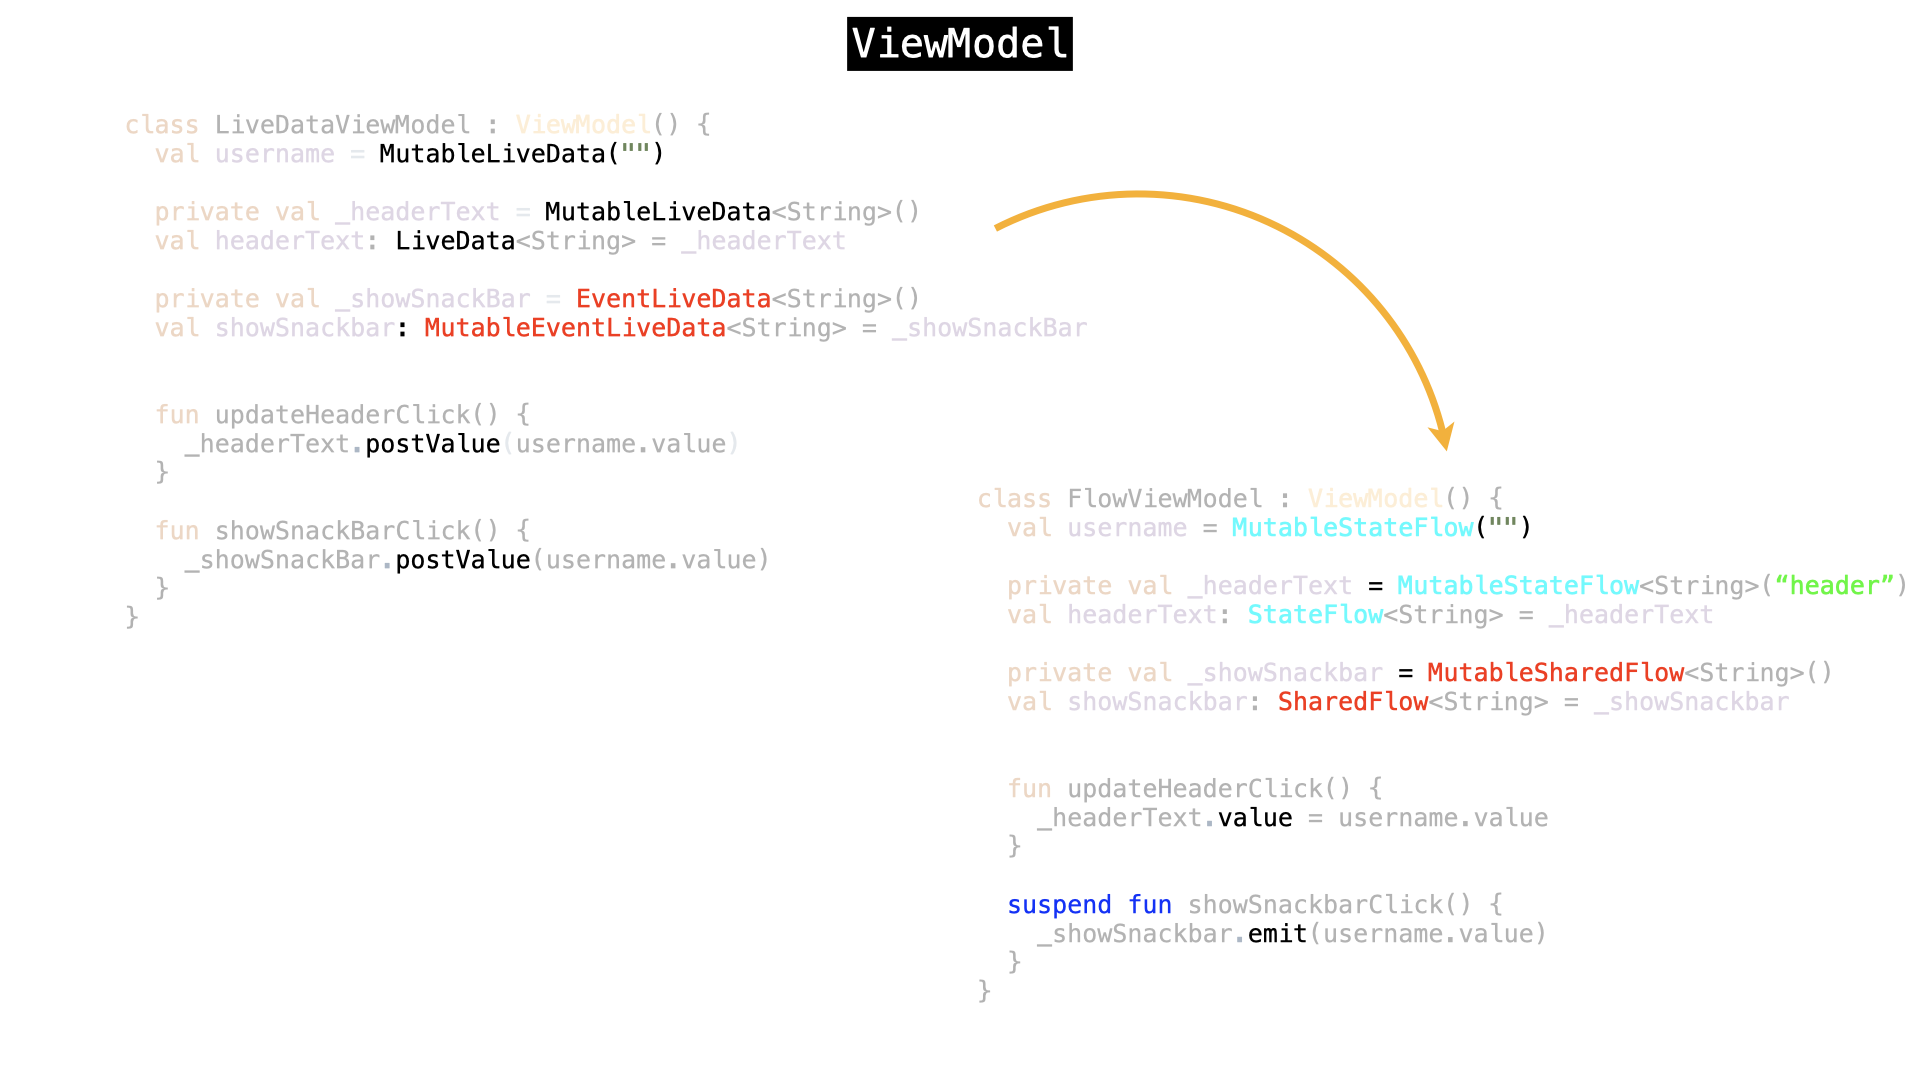 ViewModel
class LiveDataViewModel : ViewModel() {
val username = MutableLiveData("")
private val _headerText = MutableLiveData<String>()
val headerText: LiveData<String> = _headerText
private val _showSnackBar = EventLiveData<String>()
val showSnackbar: MutableEventLiveData<String> = _showSnackBar
fun updateHeaderClick() {
_headerText.postValue(username.value)
}
fun showSnackBarClick() {
_showSnackBar.postValue(username.value)
}
}
class FlowViewModel : ViewModel() {
val username = MutableStateFlow("")
private val _headerText = MutableStateFlow<String>(“header”)
val headerText: StateFlow<String> = _headerText
private val _showSnackbar = MutableSharedFlow<String>()
val showSnackbar: SharedFlow<String> = _showSnackbar
fun updateHeaderClick() {
_headerText.value = username.value
}
suspend fun showSnackbarClick() {
_showSnackbar.emit(username.value)
}
}